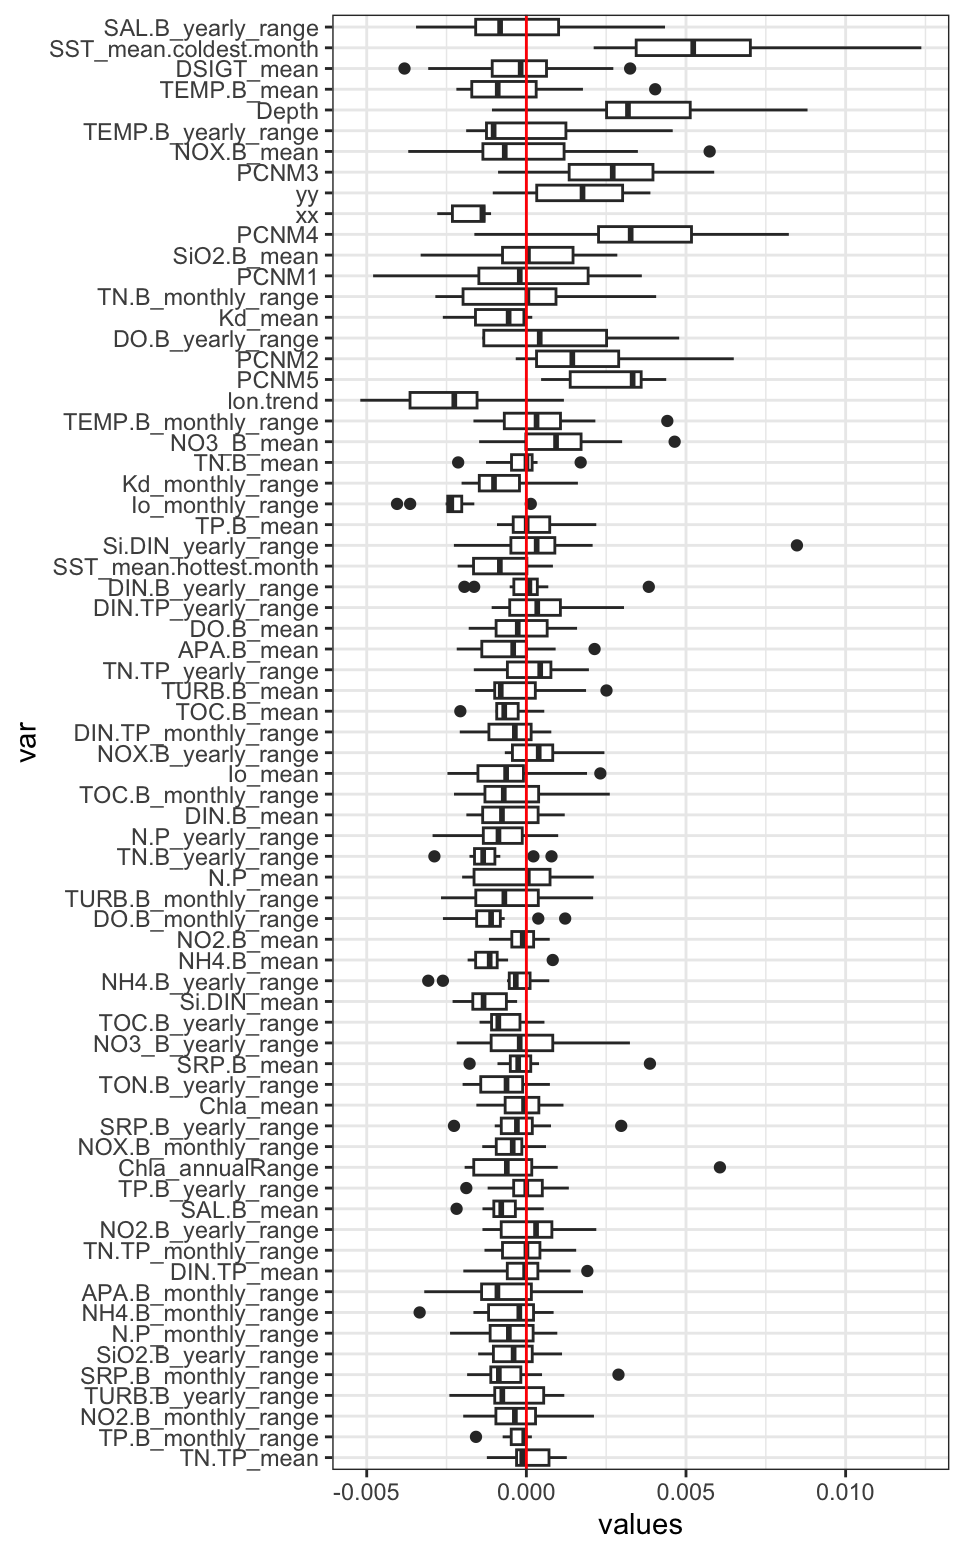 SAL.B_yearly_range
SST_mean.coldest.month
DSIGT_mean
TEMP.B_mean
Depth
TEMP.B_yearly_range
NOX.B_mean
PCNM3
yy
xx
PCNM4
SiO2.B_mean
PCNM1
TN.B_monthly_range
Kd_mean
DO.B_yearly_range
PCNM2
PCNM5
lon.trend
TEMP.B_monthly_range
NO3_B_mean
TN.B_mean
Kd_monthly_range
Io_monthly_range
TP.B_mean
Si.DIN_yearly_range
SST_mean.hottest.month
DIN.B_yearly_range
DIN.TP_yearly_range
DO.B_mean
APA.B_mean
TN.TP_yearly_range
TURB.B_mean
TOC.B_mean
DIN.TP_monthly_range
NOX.B_yearly_range
Io_mean
TOC.B_monthly_range
DIN.B_mean
N.P_yearly_range
TN.B_yearly_range
N.P_mean
TURB.B_monthly_range
DO.B_monthly_range
NO2.B_mean
NH4.B_mean
NH4.B_yearly_range
Si.DIN_mean
TOC.B_yearly_range
NO3_B_yearly_range
SRP.B_mean
TON.B_yearly_range
Chla_mean
SRP.B_yearly_range
NOX.B_monthly_range
Chla_annualRange
TP.B_yearly_range
SAL.B_mean
NO2.B_yearly_range
TN.TP_monthly_range
DIN.TP_mean
APA.B_monthly_range
NH4.B_monthly_range
N.P_monthly_range
SiO2.B_yearly_range
SRP.B_monthly_range
TURB.B_yearly_range
NO2.B_monthly_range
TP.B_monthly_range
TN.TP_mean
var
-0.005 0.000 0.005 0.010
values